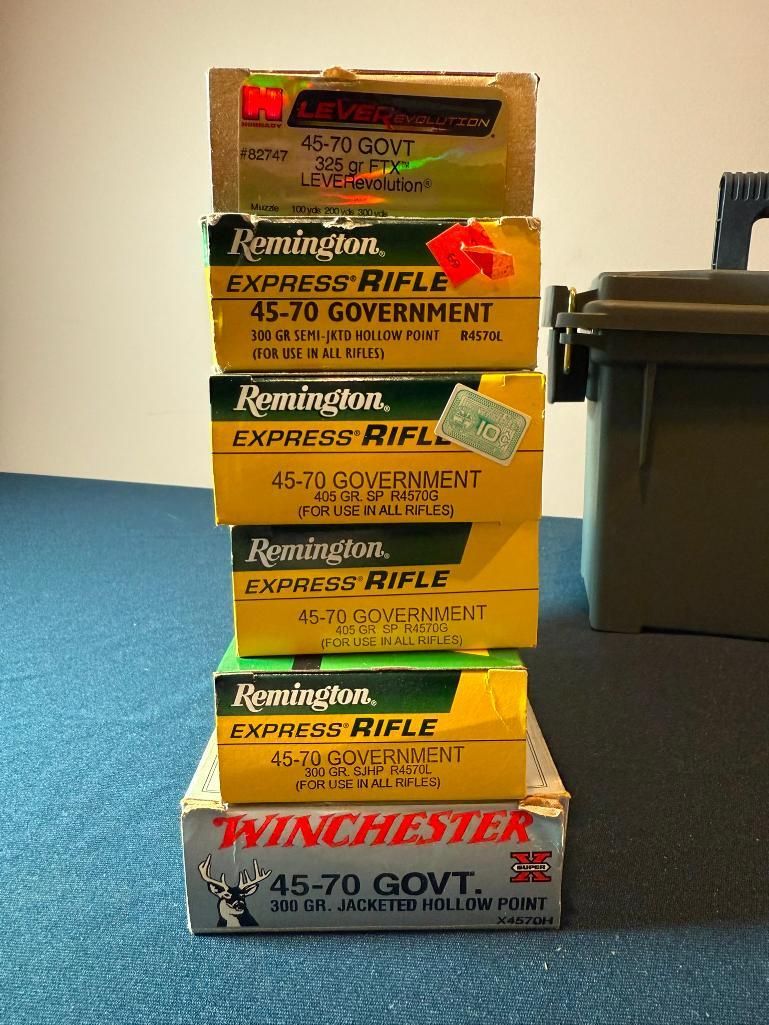 H
HORNADY
LEVERevolution
#82747
45-70 GOVT
325 gr FTX™
LEVERevolution®
Muzzle 100 yds 200 yds 300 yds
Remington®
EXPRESS® RIFLE
45-70 GOVERNMENT
300 GR SEMI-JKTD HOLLOW POINT R4570L
(FOR USE IN ALL RIFLES)
Remington®
EXPRESS® RIFLE
10¢
45-70 GOVERNMENT
405 GR. SP R4570G
(FOR USE IN ALL RIFLES)
Remington®
EXPRESS® RIFLE
45-70 GOVERNMENT
405 GR SP R4570G
(FOR USE IN ALL RIFLES)
Remington®
EXPRESS® RIFLE
45-70 GOVERNMENT
300 GR. SJHP R4570L
(FOR USE IN ALL RIFLES)
WINCHESTER
SUPER X
45-70 GOVT.
300 GR. JACKETED HOLLOW POINT
X4570H